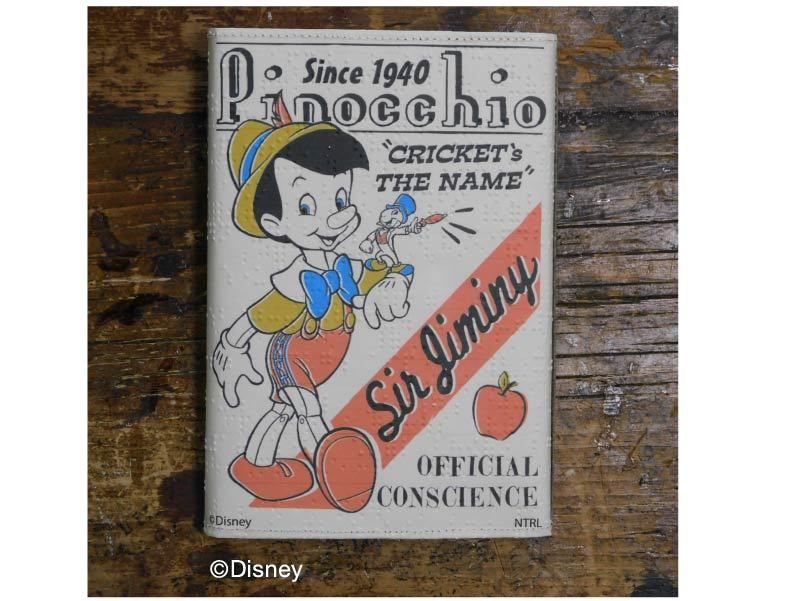 Since 1940
Pinocchio
"CRICKET's
THE NAME"
Sir Jiminy
OFFICIAL
CONSCIENCE
©Disney
NTRL
©Disney